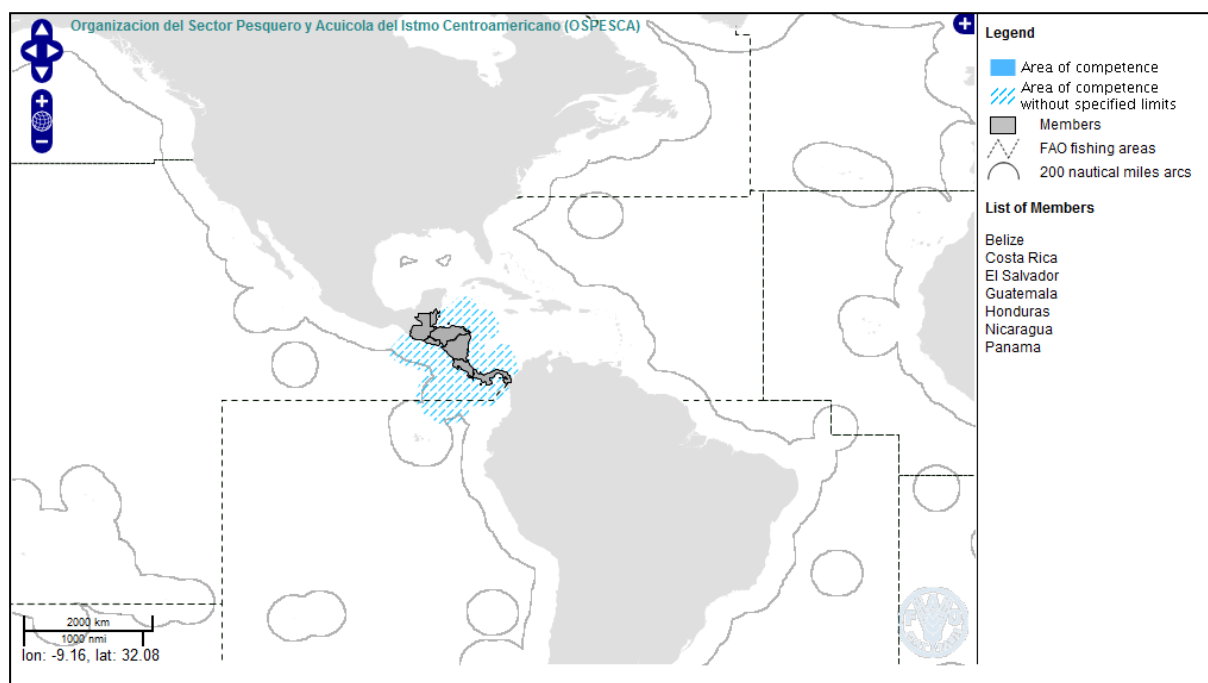 Organizacion del Sector Pesquero y Acuicola del Istmo Centroamericano (OSPESCA)
Legend
Area of competence
Area of competence
without specified limits
Members
FAO fishing areas
200 nautical miles arcs
List of Members
Belize
Costa Rica
El Salvador
Guatemala
Honduras
Nicaragua
Panama
2000 km
1000 nmi
lon: -9.16, lat: 32.08